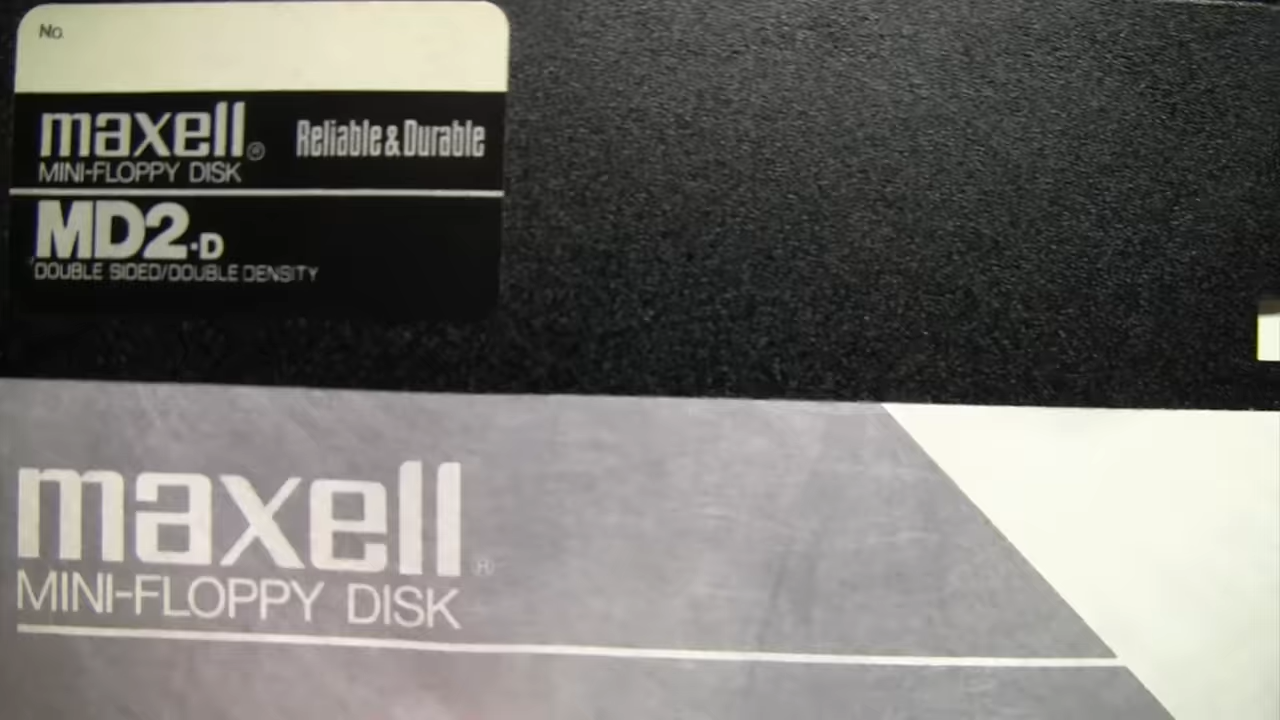 No.
maxell® Reliable & Durable
MINI-FLOPPY DISK
MD2-D
DOUBLE SIDED/DOUBLE DENSITY
maxell®
MINI-FLOPPY DISK